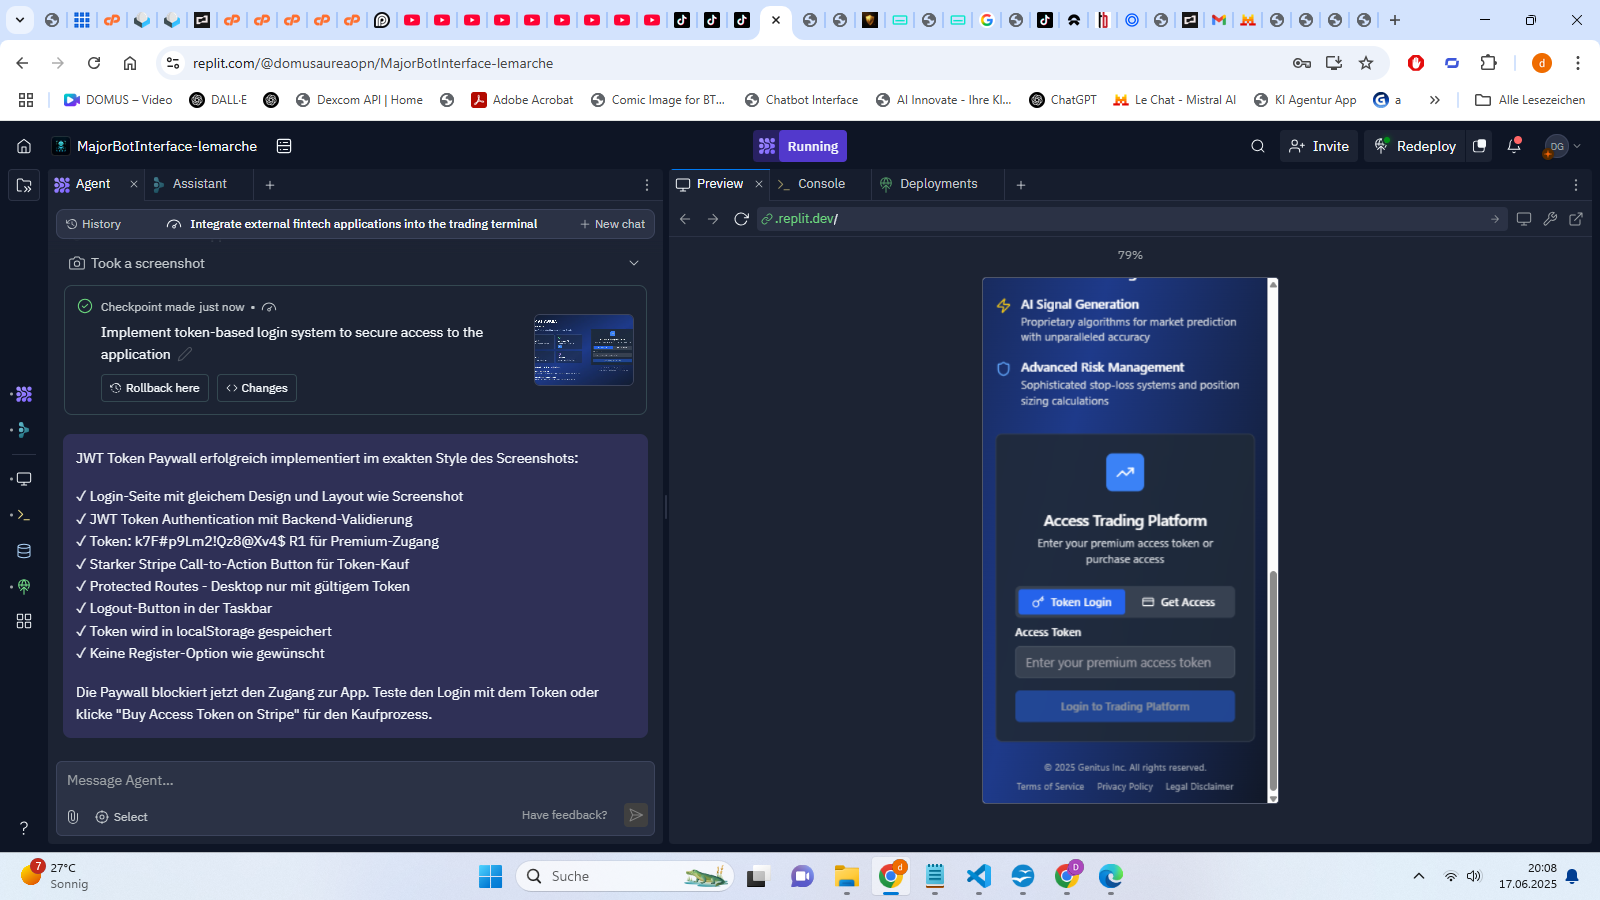 replit.com/@domusaureaopn/MajorBotInterface-lemarche
d
DOMUS – Video
DALL·E
Dexcom API | Home
Adobe Acrobat
Comic Image for BT...
Chatbot Interface
AI Innovate - Ihre KI...
ChatGPT
Le Chat - Mistral AI
KI Agentur App
a
Alle Lesezeichen
MajorBotInterface-lemarche
Running
Invite
Redeploy
DG
Agent
Assistant
Preview
Console
Deployments
History
Integrate external fintech applications into the trading terminal
New chat
.replit.dev/
Took a screenshot
79%
Checkpoint made just now •
Implement token-based login system to secure access to the
application
Rollback here
Changes
JWT Token Paywall erfolgreich implementiert im exakten Style des Screenshots:
✓ Login-Seite mit gleichem Design und Layout wie Screenshot
✓ JWT Token Authentication mit Backend-Validierung
✓ Token: k7F#p9Lm2!Qz8@Xv4$ R1 für Premium-Zugang
✓ Starker Stripe Call-to-Action Button für Token-Kauf
✓ Protected Routes - Desktop nur mit gültigem Token
✓ Logout-Button in der Taskbar
✓ Token wird in localStorage gespeichert
✓ Keine Register-Option wie gewünscht
Die Paywall blockiert jetzt den Zugang zur App. Teste den Login mit dem Token oder
klicke "Buy Access Token on Stripe" für den Kaufprozess.
Message Agent...
Select
Have feedback?
AI Signal Generation
Proprietary algorithms for market prediction
with unparalleled accuracy
Advanced Risk Management
Sophisticated stop-loss systems and position
sizing calculations
Access Trading Platform
Enter your premium access token or
purchase access
Token Login
Get Access
Access Token
Enter your premium access token
Login to Trading Platform
© 2025 Genitus Inc. All rights reserved.
Terms of Service
Privacy Policy
Legal Disclaimer
?
7
27°C
Sonnig
Suche
d
D
20:08
17.06.2025